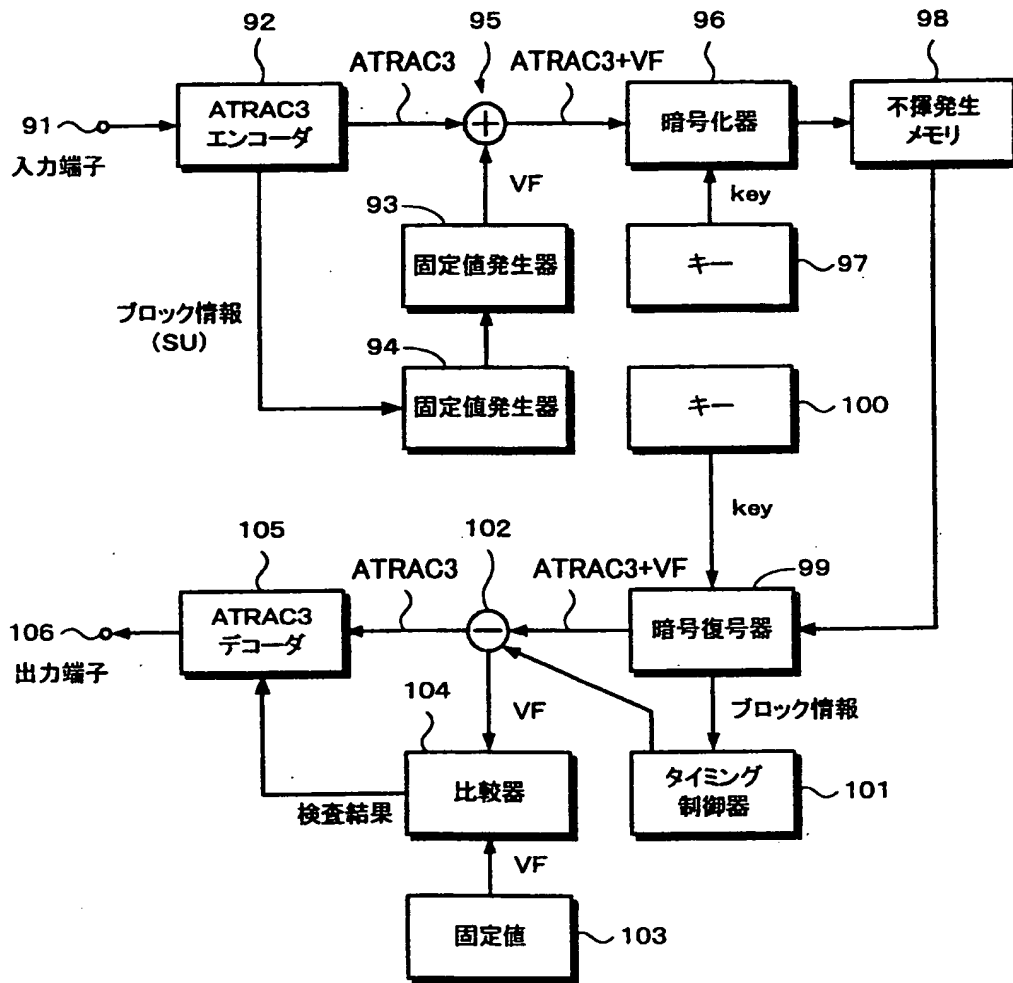 92
95
96
98
ATRAC3
ATRAC3+VF
91
入力端子
ATRAC3
エンコーダ
暗号化器
不揮発生
メモリ
VF
key
93
固定値発生器
キー
97
ブロック情報
(SU)
94
固定値発生器
キー
100
key
105
102
ATRAC3
ATRAC3+VF
99
106
出力端子
ATRAC3
デコーダ
暗号復号器
104
VF
ブロック情報
比較器
タイミング
制御器
101
検査結果
VF
固定値
103